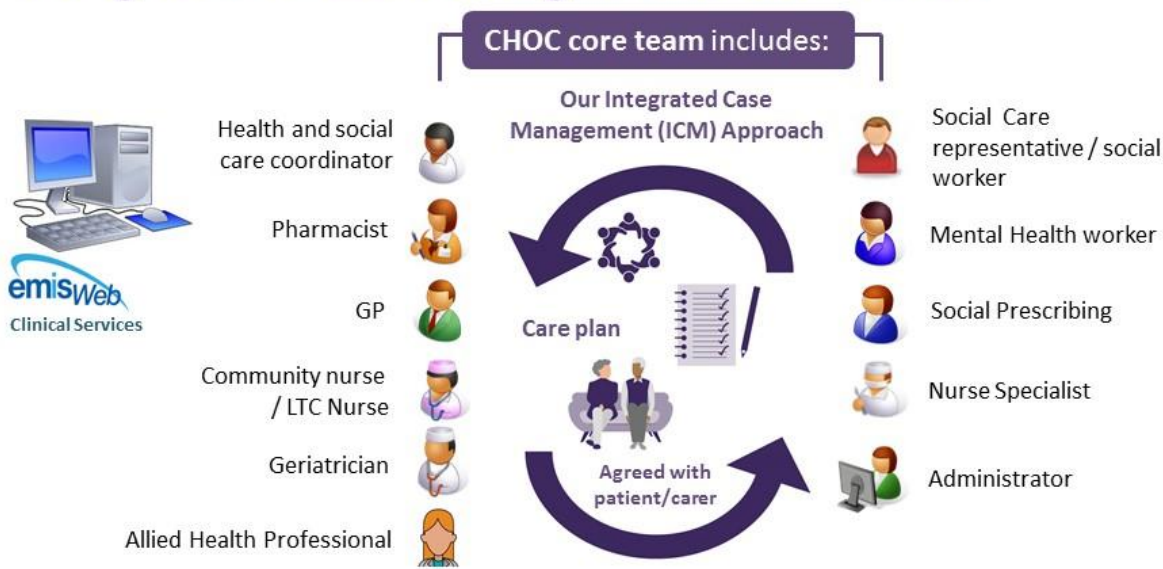 CHOC core team includes:
Our Integrated Case
Management (ICM) Approach
Health and social
care coordinator
Pharmacist
GP
Community nurse
/ LTC Nurse
Geriatrician
Allied Health Professional
emisWeb
Clinical Services
Care plan
Agreed with
patient/carer
Social Care
representative / social
worker
Mental Health worker
Social Prescribing
Nurse Specialist
Administrator